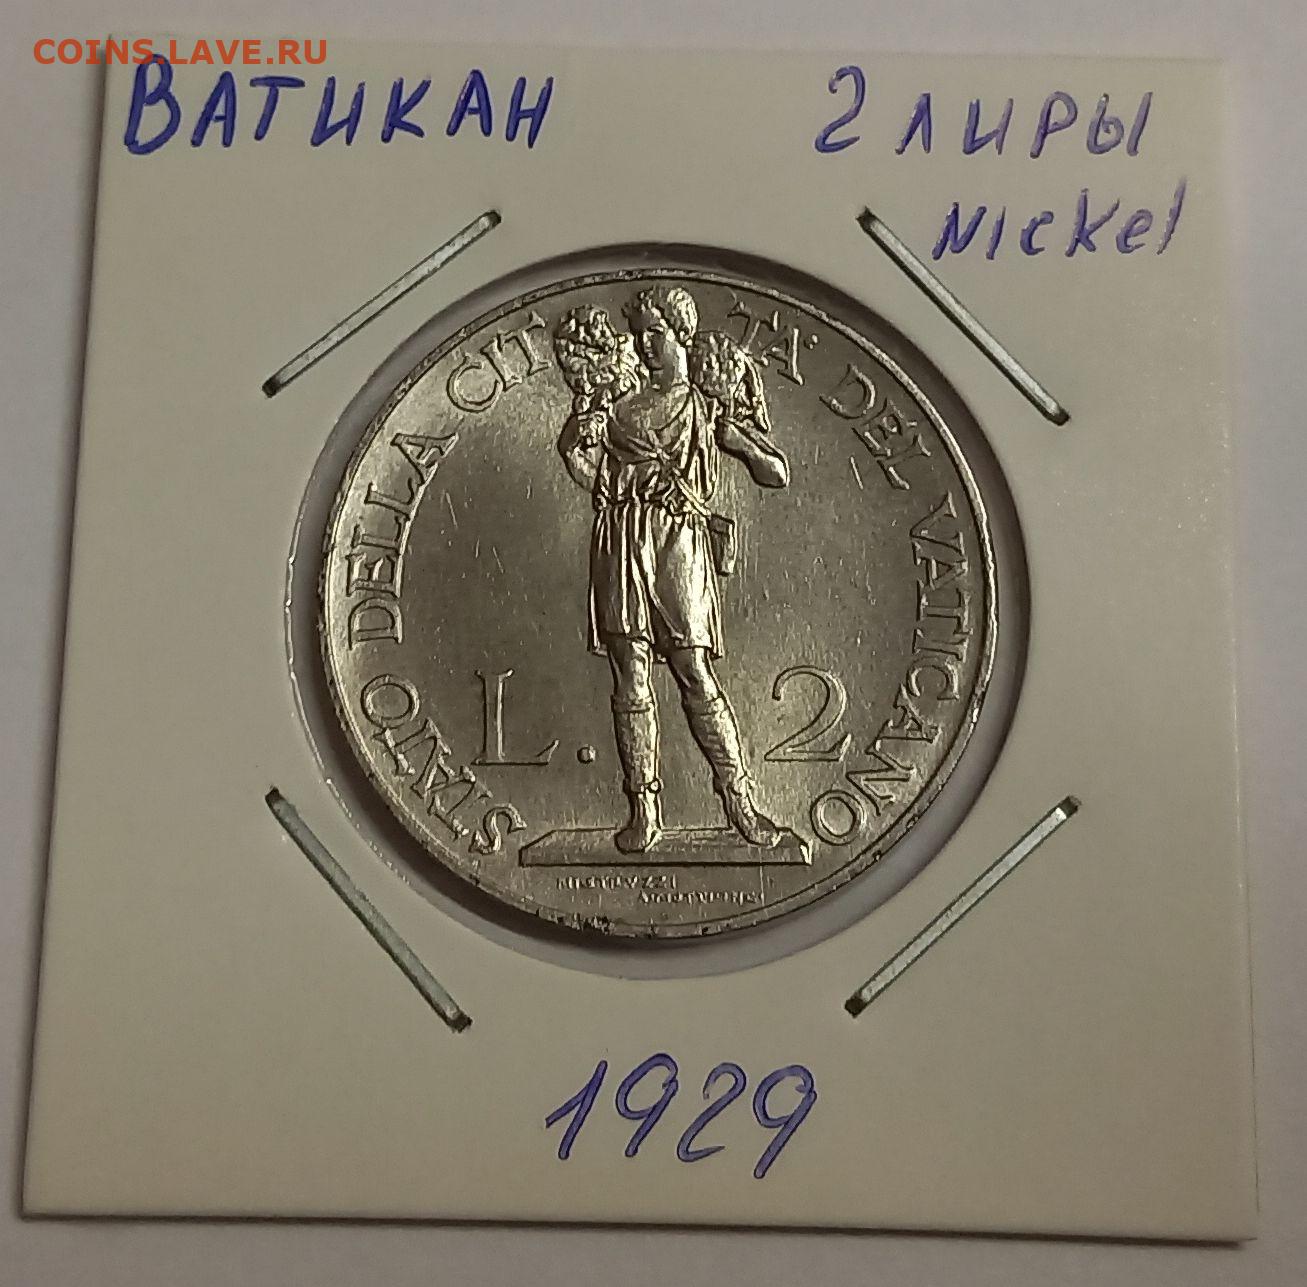 COINS.LAVE.RU
ВАТИКАН 2 ЛИРЫ
Nickel
STATO DELLA CITTA' DEL VATICANO
L. 2
1929